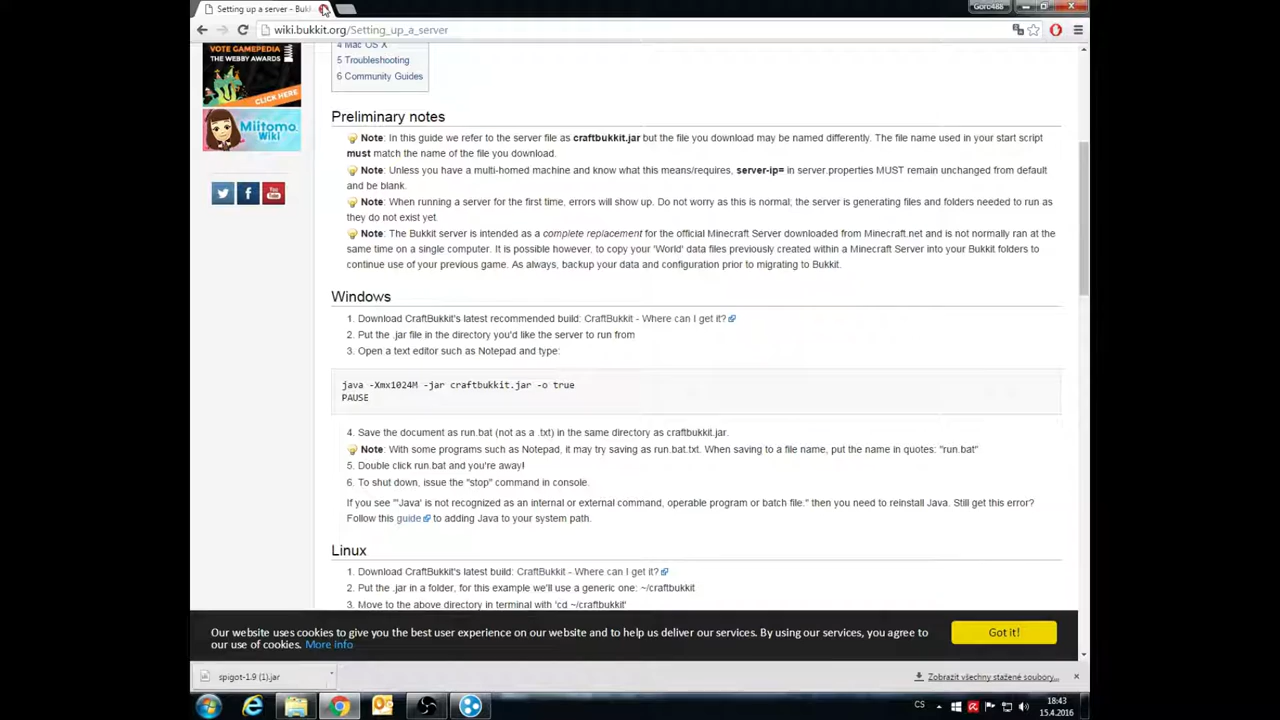 Setting up a server - Bukk
Goro488
wiki.bukkit.org/Setting_up_a_server
VOTE GAMEPEDIA
THE WEBBY AWARDS
CLICK HERE
Miitomo
Wiki
You
Tube
4 Mac OS X
5 Troubleshooting
6 Community Guides
Preliminary notes
Note: In this guide we refer to the server file as craftbukkit.jar but the file you download may be named differently. The file name used in your start script
must match the name of the file you download.
Note: Unless you have a multi-homed machine and know what this means/requires, server-ip= in server.properties MUST remain unchanged from default
and be blank.
Note: When running a server for the first time, errors will show up. Do not worry as this is normal; the server is generating files and folders needed to run as
they do not exist yet
Note: The Bukkit server is intended as a complete replacement for the official Minecraft Server downloaded from Minecraft.net and is not normally ran at the
same time on a single computer. It is possible however, to copy your 'World' data files previously created within a Minecraft Server into your Bukkit folders to
continue use of your previous game. As always, backup your data and configuration prior to migrating to Bukkit.
Windows
1. Download CraftBukkit's latest recommended build: CraftBukkit - Where can I get it?
2. Put the .jar file in the directory you'd like the server to run from
3. Open a text editor such as Notepad and type:
java -Xmx1024M -jar craftbukkit.jar -o true
PAUSE
4. Save the document as run.bat (not as a .txt) in the same directory as craftbukkit.jar.
Note: With some programs such as Notepad, it may try saving as run.bat.txt. When saving to a file name, put the name in quotes: "run.bat"
5. Double click run.bat and you're away!
6. To shut down, issue the "stop" command in console.
If you see "'Java' is not recognized as an internal or external command, operable program or batch file." then you need to reinstall Java. Still get this error?
Follow this guide to adding Java to your system path.
Linux
1. Download CraftBukkit's latest build: CraftBukkit - Where can I get it?
2. Put the .jar in a folder, for this example we'll use a generic one: ~/craftbukkit
3. Move to the above directory in terminal with 'cd ~/craftbukkit'
Our website uses cookies to give you the best user experience on our website and to help us deliver our services. By using our services, you agree to
our use of cookies. More info
Got it!
spigot-1.9 (1).jar
Zobrazit všechny stažené soubory...
CS
18:43
15.4.2016